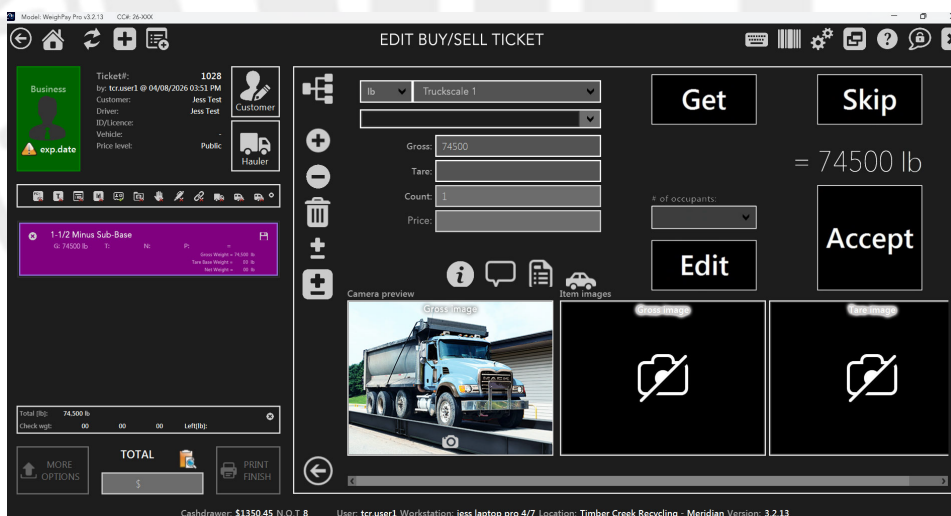 Model: WeighPay Pro v3.2.13 CC#: 26-XXX
EDIT BUY/SELL TICKET
Business
exp.date
Ticket#: 1028
by: tcr.user1 @ 04/08/2026 03:51 PM
Customer: Jess Test
Driver: Jess Test
ID/Licence:
Vehicle: -
Price level: Public
Customer
Hauler
1-1/2 Minus Sub-Base
G: 74500 lb T: N: P: =
Gross Weight = 74,500 lb
Tare Base Weight = 00 lb
Net Weight = 00 lb
Total (lb): 74.500 lb
Check wgt: 00 00 00 Left(lb):
MORE OPTIONS
TOTAL
$
PRINT FINISH
lb Truckscale 1
Gross: 74500
Tare:
Count: 1
Price:
Get
Skip
= 74500 lb
# of occupants:
Edit
Accept
Camera preview
Gross image
MACK
Item images
Gross image
Tare image
Cashdrawer: $1350.45 N.O.T 8 User: tcr.user1 Workstation: jess laptop pro 4/7 Location: Timber Creek Recycling - Meridian Version: 3.2.13